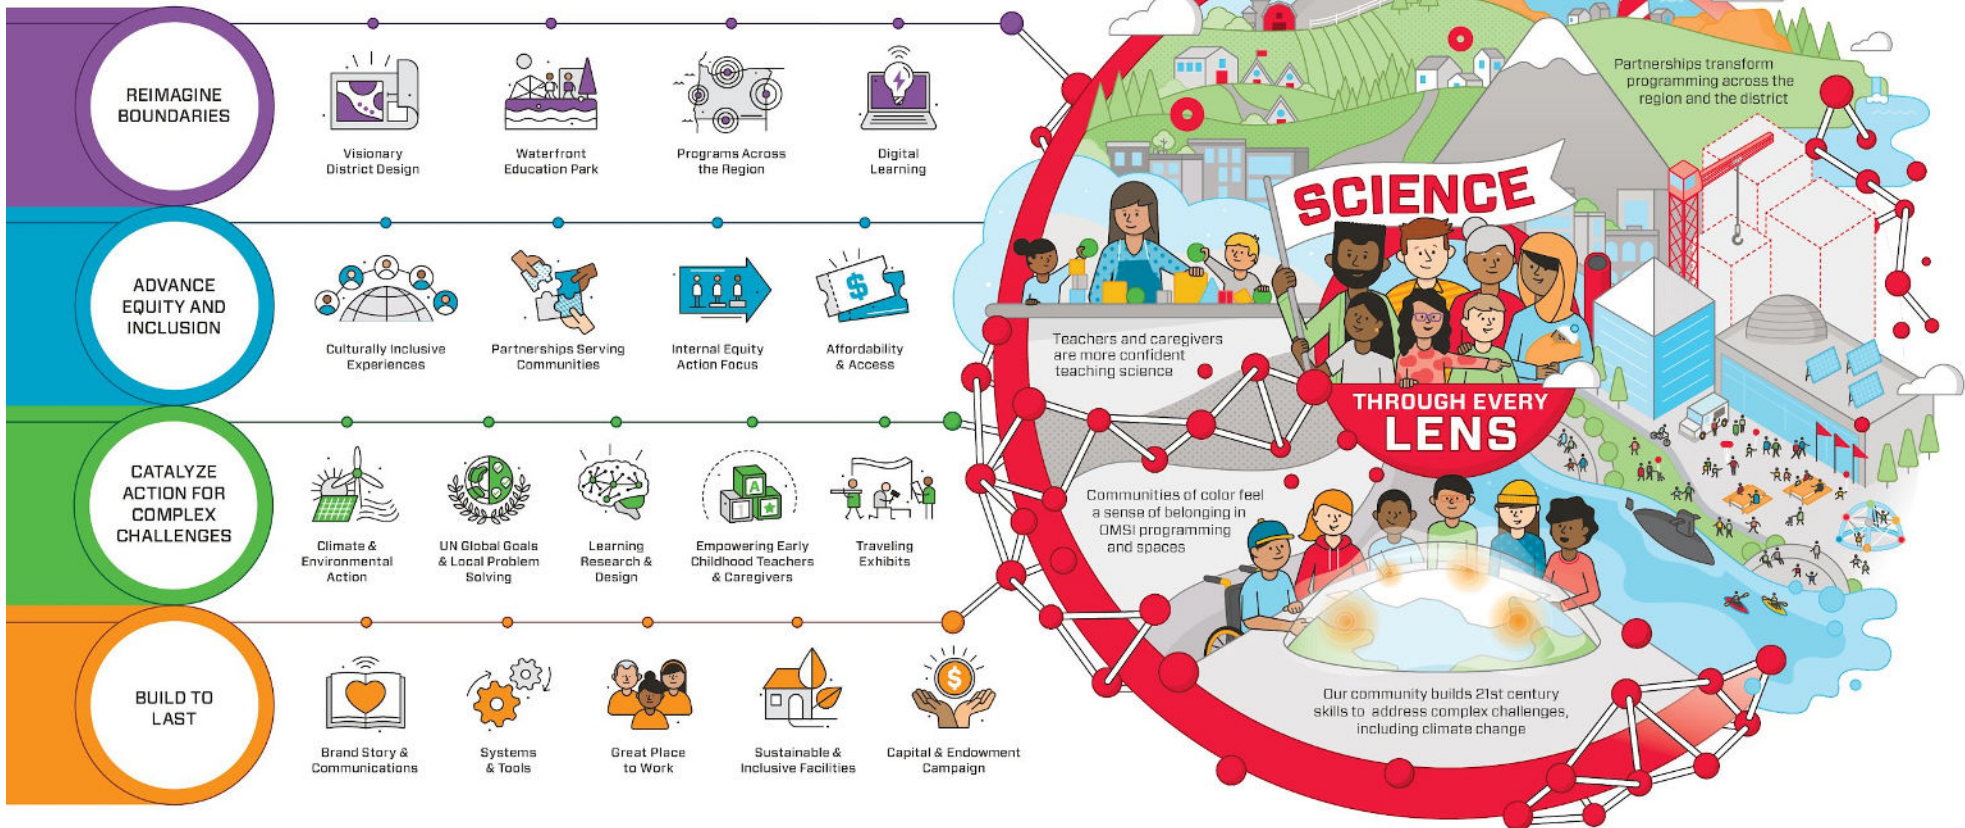 REIMAGINE
BOUNDARIES
Visionary
District Design
Waterfront
Education Park
Programs Across
the Region
Digital
Learning
ADVANCE
EQUITY AND
INCLUSION
$
Culturally Inclusive
Experiences
Partnerships Serving
Communities
Internal Equity
Action Focus
Affordability
& Access
CATALYZE
ACTION FOR
COMPLEX
CHALLENGES
A
1
Climate &
Environmental
Action
UN Global Goals
& Local Problem
Solving
Learning
Research &
Design
Empowering Early
Childhood Teachers
& Caregivers
Traveling
Exhibits
BUILD TO
LAST
$
Brand Story &
Communications
Systems
& Tools
Great Place
to Work
Sustainable &
Inclusive Facilities
Capital & Endowment
Campaign
Partnerships transform
programming across the
region and the district
SCIENCE
THROUGH EVERY
LENS
Teachers and caregivers
are more confident
teaching science
Communities of color feel
a sense of belonging in
OMSI programming
and spaces
Our community builds 21st century
skills to address complex challenges,
including climate change